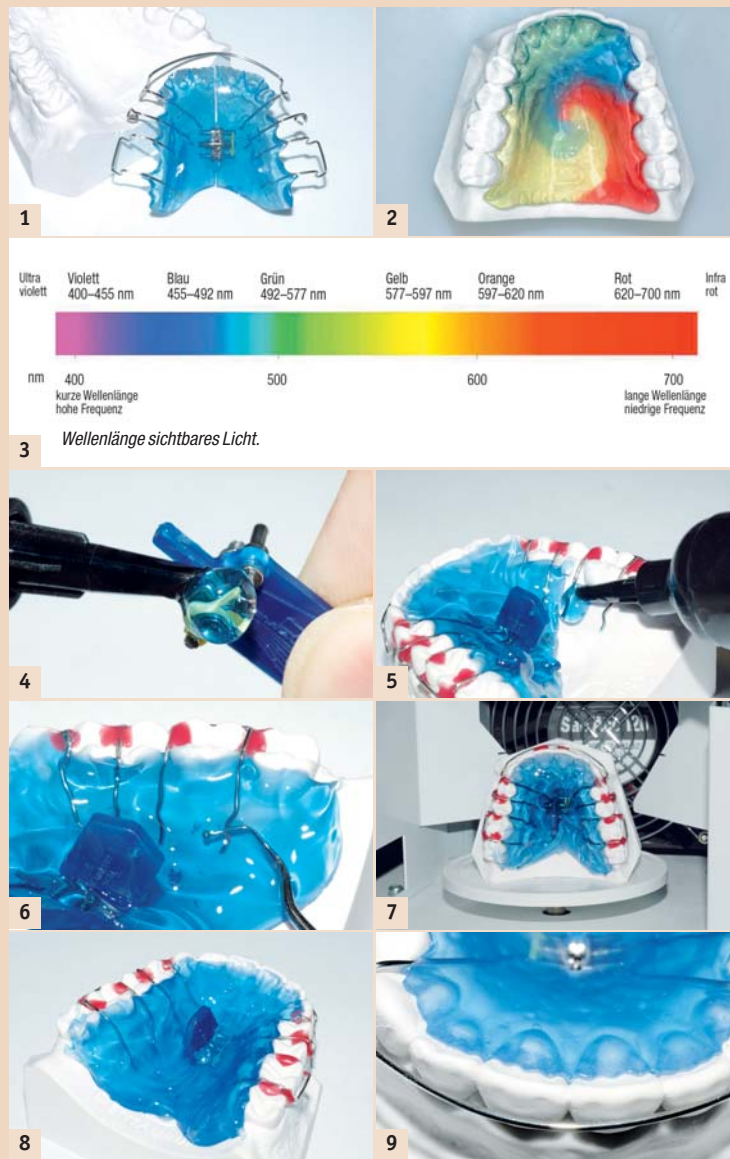 1
2
Ultra
violett
Violett
400–455 nm
Blau
455–492 nm
Grün
492–577 nm
Gelb
577–597 nm
Orange
597–620 nm
Rot
620–700 nm
Infra
rot
nm
400
500
600
700
kurze Wellenlänge
hohe Frequenz
lange Wellenlänge
niedrige Frequenz
3
Wellenlänge sichtbares Licht.
4
5
6
7
8
9